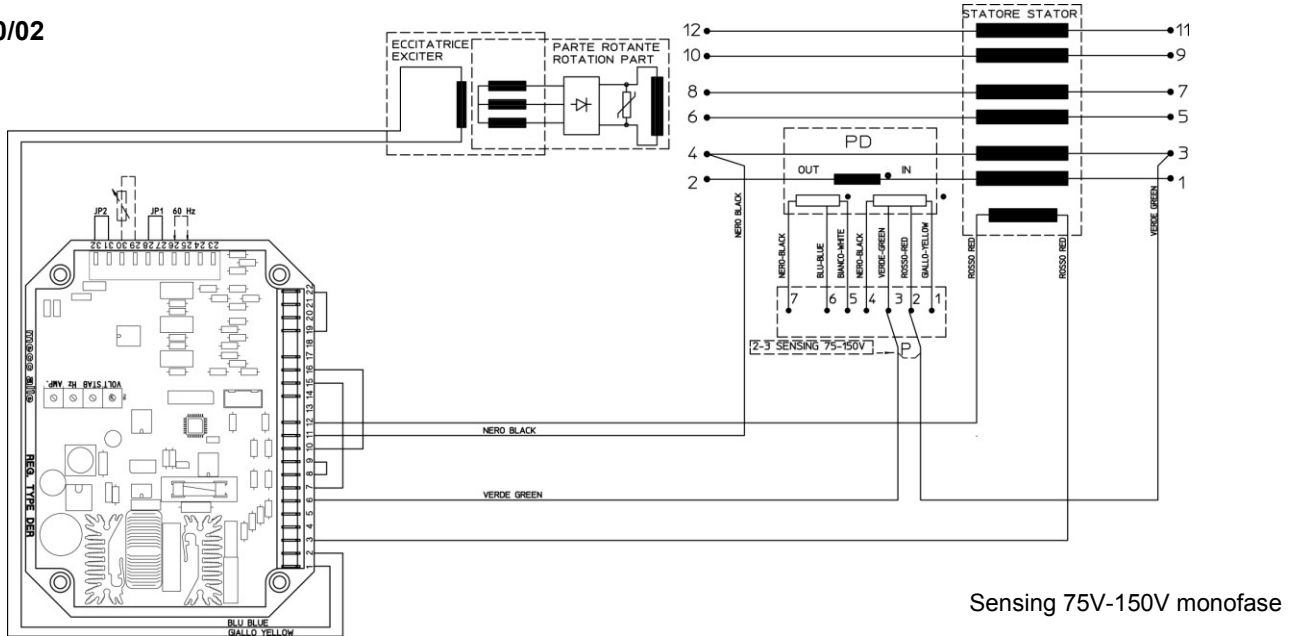 0/02
ECCITATRICE
EXCITER
PARTE ROTANTE
ROTATION PART
STATORE STATOR
12
11
10
9
8
7
6
5
4
3
2
1
PD
OUT
IN
NERO BLACK
VERDE GREEN
NERO-BLACK
BLU-BLUE
BIANCO-WHITE
NERO-BLACK
VERDE-GREEN
ROSSO-RED
GIALLO-YELLOW
ROSSO RED
ROSSO RED
7 6 5 4 3 2 1
2-3 SENSING 75-150V
P
JP2
JP1
60 Hz
32 31 30 29 28 27 26 25 24 23
22
21
20
19
18
17
16
15
14
13
12
11
10
9
8
7
6
5
4
3
2
1
mecc alte
VOLT STAB Hz AMP.
REG. TYPE DER
NERO BLACK
VERDE GREEN
BLU BLUE
GIALLO YELLOW
Sensing 75V-150V monofase